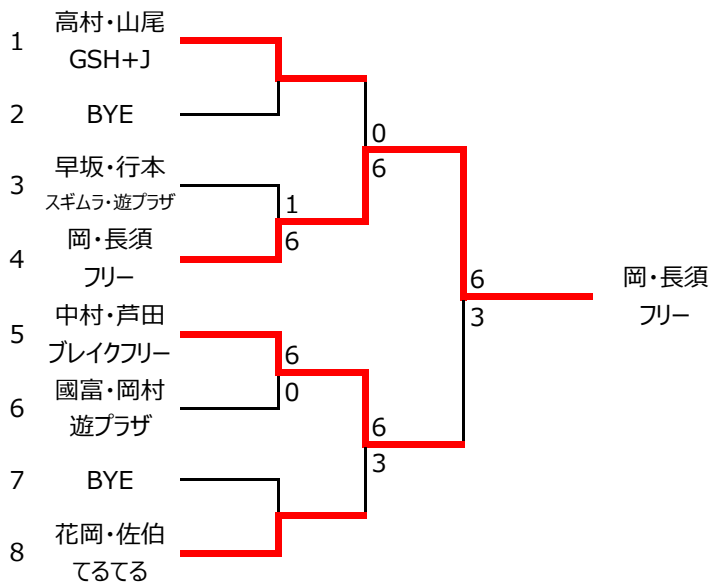 1
高村・山尾
GSH+J
2
BYE
3
早坂・行本
スギムラ・遊プラザ
4
岡・長須
フリー
5
中村・芦田
ブレイクフリー
6
國富・岡村
遊プラザ
7
BYE
8
花岡・佐伯
てるてる
1
6
6
0
0
6
6
3
6
3
岡・長須
フリー